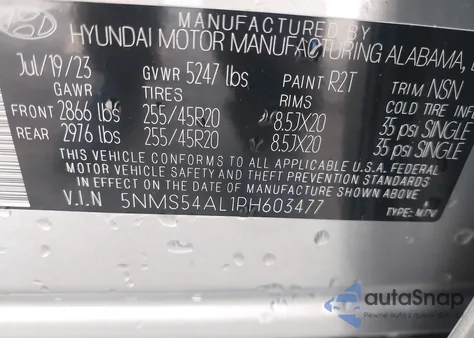 MANUFACTURED BY
HYUNDAI MOTOR MANUFACTURING ALABAMA,
Jul/19/23 GVWR 5247 lbs PAINT R2T TRIM NSN
GAWR TIRES RIMS COLD TIRE INF
FRONT 2866 lbs 255/45R20 8.5JX20 35 psi SINGLE
REAR 2976 lbs 255/45R20 8.5JX20 35 psi SINGLE
THIS VEHICLE CONFORMS TO ALL APPLICABLE U.S.A. FEDERAL
MOTOR VEHICLE SAFETY AND THEFT PREVENTION STANDARDS
IN EFFECT ON THE DATE OF MANUFACTURE SHOWN ABOVE.
V.I.N 5NMS54AL1PH603477 TYPE: MPV
autoSnap
Pewne auto z